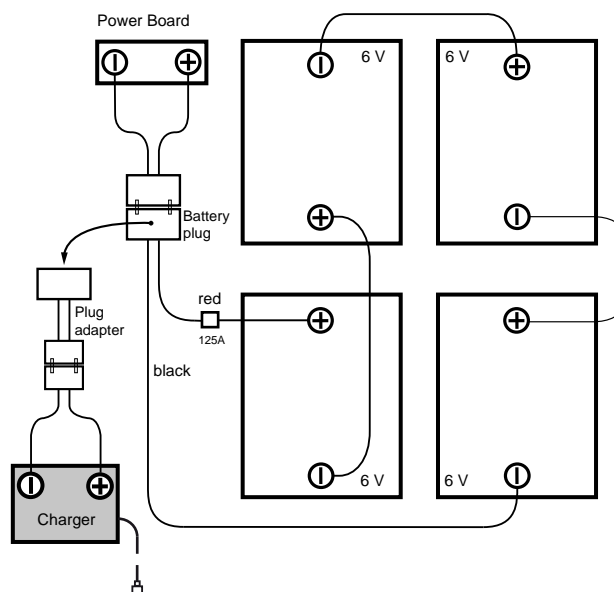 Power Board
6 V
6 V
Battery
plug
Plug
adapter
red
125A
black
6 V
6 V
Charger